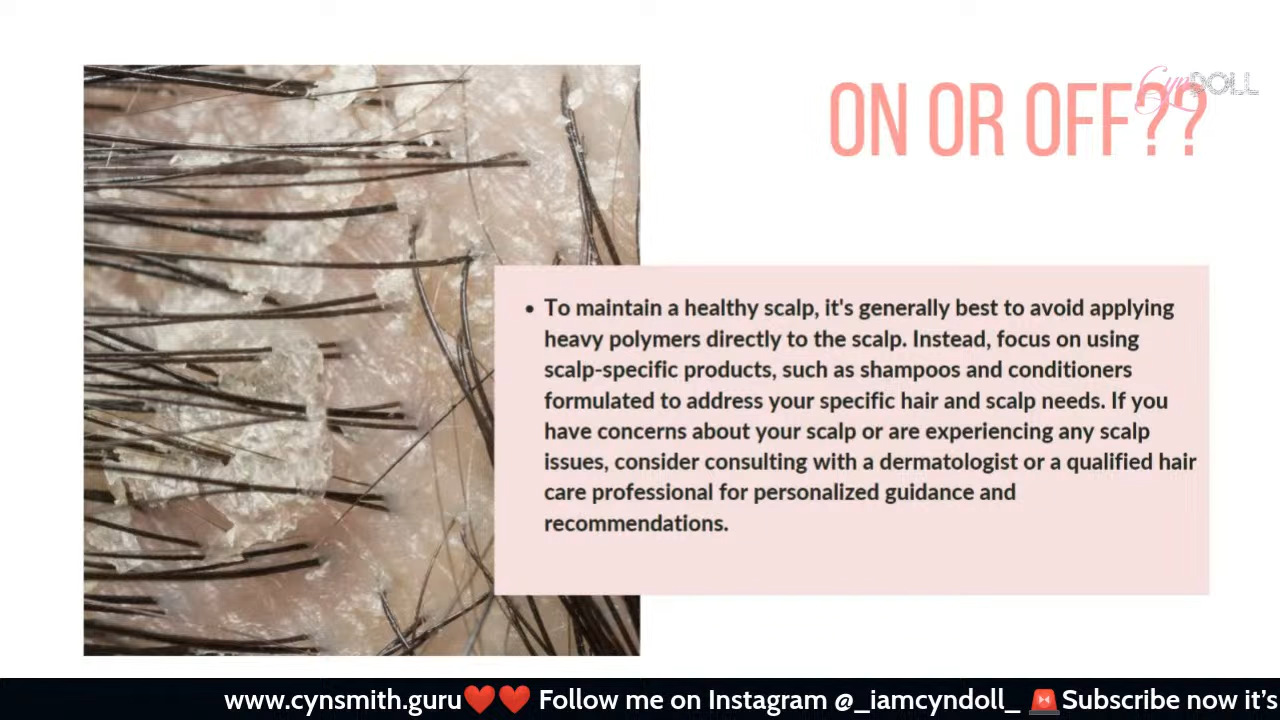 ON OR OFF??
CynDOLL
• To maintain a healthy scalp, it's generally best to avoid applying
heavy polymers directly to the scalp. Instead, focus on using
scalp-specific products, such as shampoos and conditioners
formulated to address your specific hair and scalp needs. If you
have concerns about your scalp or are experiencing any scalp
issues, consider consulting with a dermatologist or a qualified hair
care professional for personalized guidance and
recommendations.
www.cynsmith.guru❤️❤️ Follow me on Instagram @_iamcyndoll_ 🚨Subscribe now it's